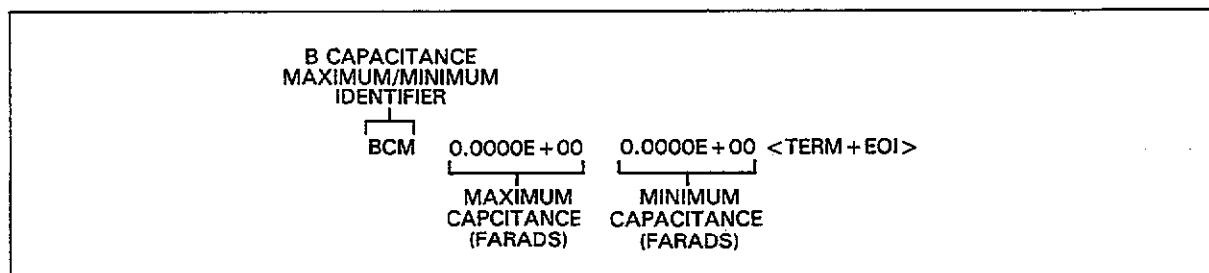 B CAPACITANCE
MAXIMUM/MINIMUM
IDENTIFIER
BCM 0.0000E+00 0.0000E+00 <TERM+EOI>
MAXIMUM
CAPCITANCE
(FARADS)
MINIMUM
CAPACITANCE
(FARADS)